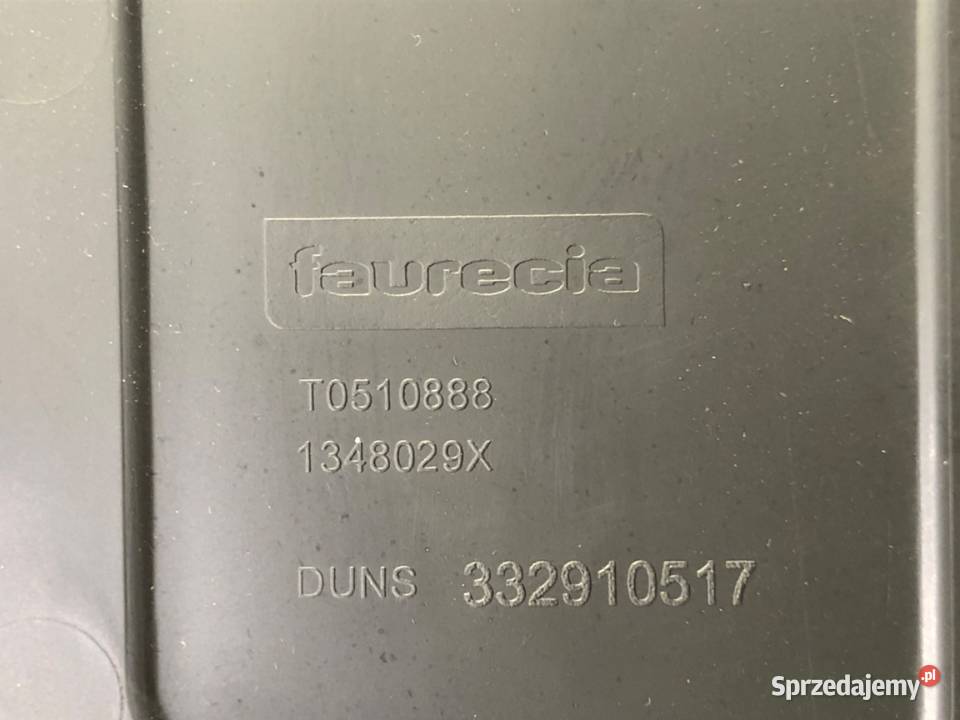 faurecia
T0510888
1348029X
DUNS 332910517
Sprzedajemy.pl